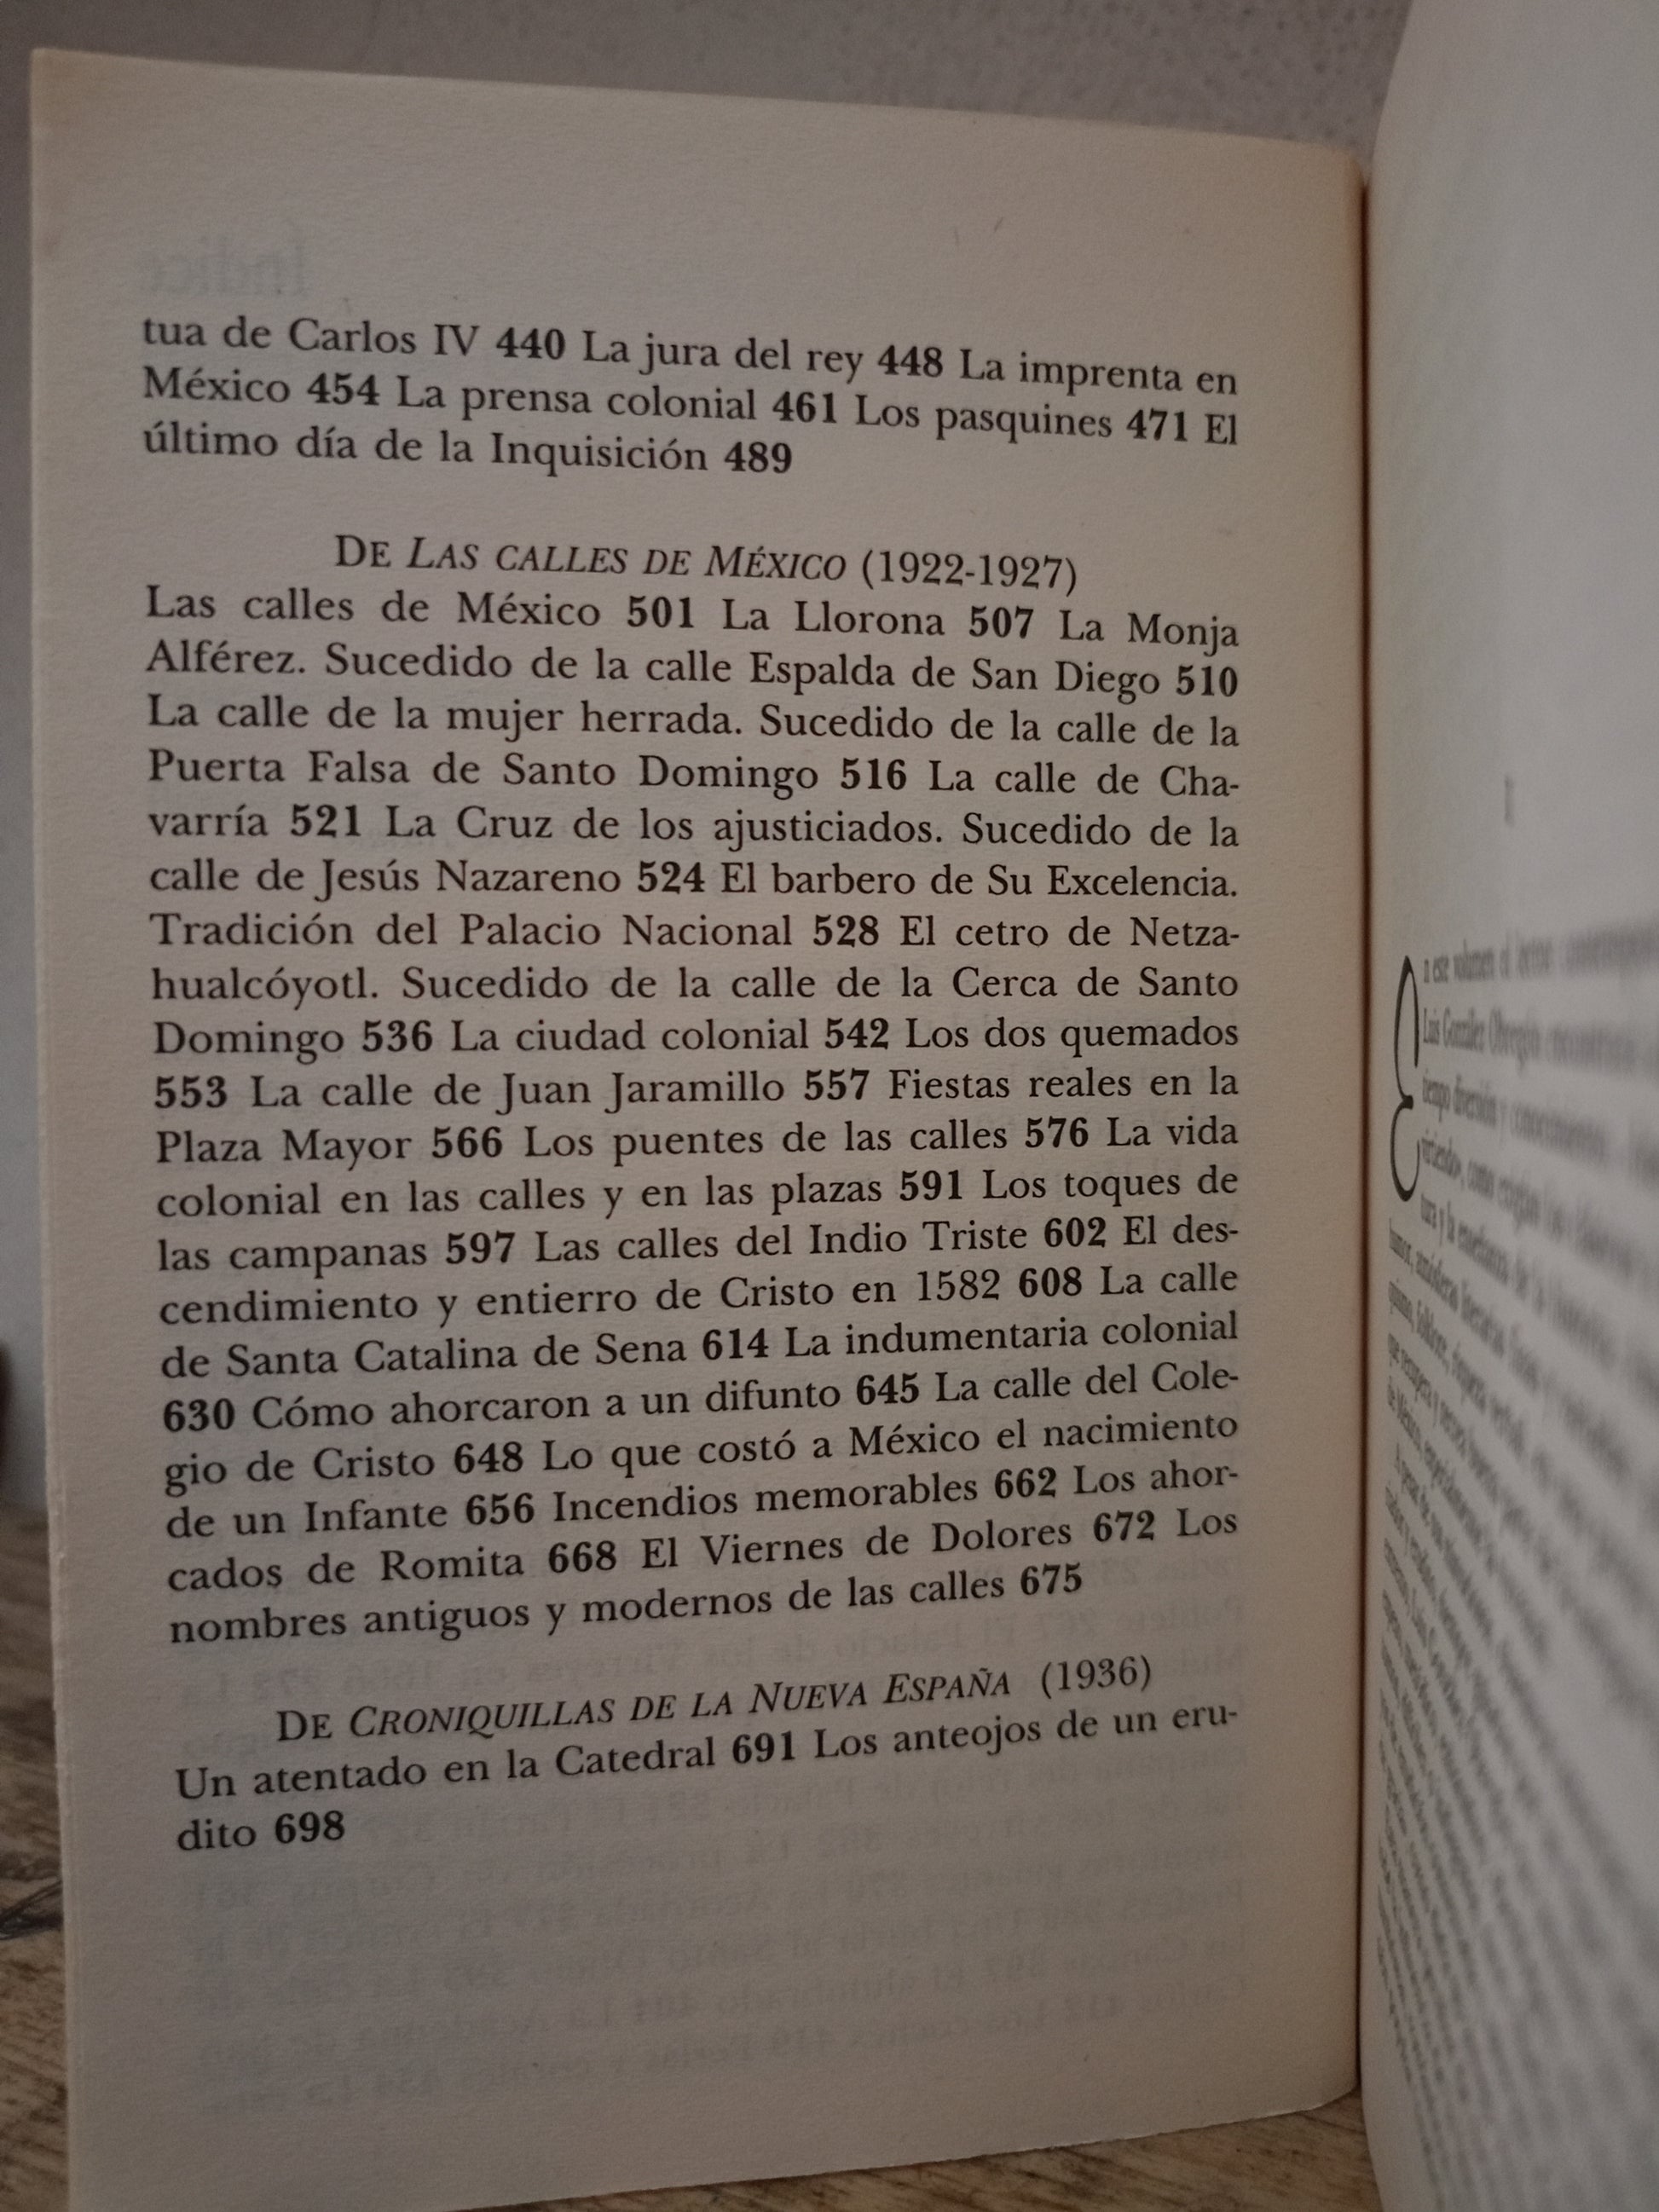 tua de Carlos IV 440 La jura del rey 448 La imprenta en
México 454 La prensa colonial 461 Los pasquines 471 El
último día de la Inquisición 489
DE LAS CALLES DE MÉXICO (1922-1927)
Las calles de México 501 La Llorona 507 La Monja
Alférez. Sucedido de la calle Espalda de San Diego 510
La calle de la mujer herrada. Sucedido de la calle de la
Puerta Falsa de Santo Domingo 516 La calle de Cha-
varría 521 La Cruz de los ajusticiados. Sucedido de la
calle de Jesús Nazareno 524 El barbero de Su Excelencia.
Tradición del Palacio Nacional 528 El cetro de Netza-
hualcóyotl. Sucedido de la calle de la Cerca de Santo
Domingo 536 La ciudad colonial 542 Los dos quemados
553 La calle de Juan Jaramillo 557 Fiestas reales en la
Plaza Mayor 566 Los puentes de las calles 576 La vida
colonial en las calles y en las plazas 591 Los toques de
las campanas 597 Las calles del Indio Triste 602 El des-
cendimiento y entierro de Cristo en 1582 608 La calle
de Santa Catalina de Sena 614 La indumentaria colonial
630 Cómo ahorcaron a un difunto 645 La calle del Cole-
gio de Cristo 648 Lo que costó a México el nacimiento
de un Infante 656 Incendios memorables 662 Los ahor-
cados de Romita 668 El Viernes de Dolores 672 Los
nombres antiguos y modernos de las calles 675
DE CRONIQUILLAS DE LA NUEVA ESPAÑA (1936)
Un atentado en la Catedral 691 Los anteojos de un eru-
dito 698
En este volumen el
Luis González Obregón